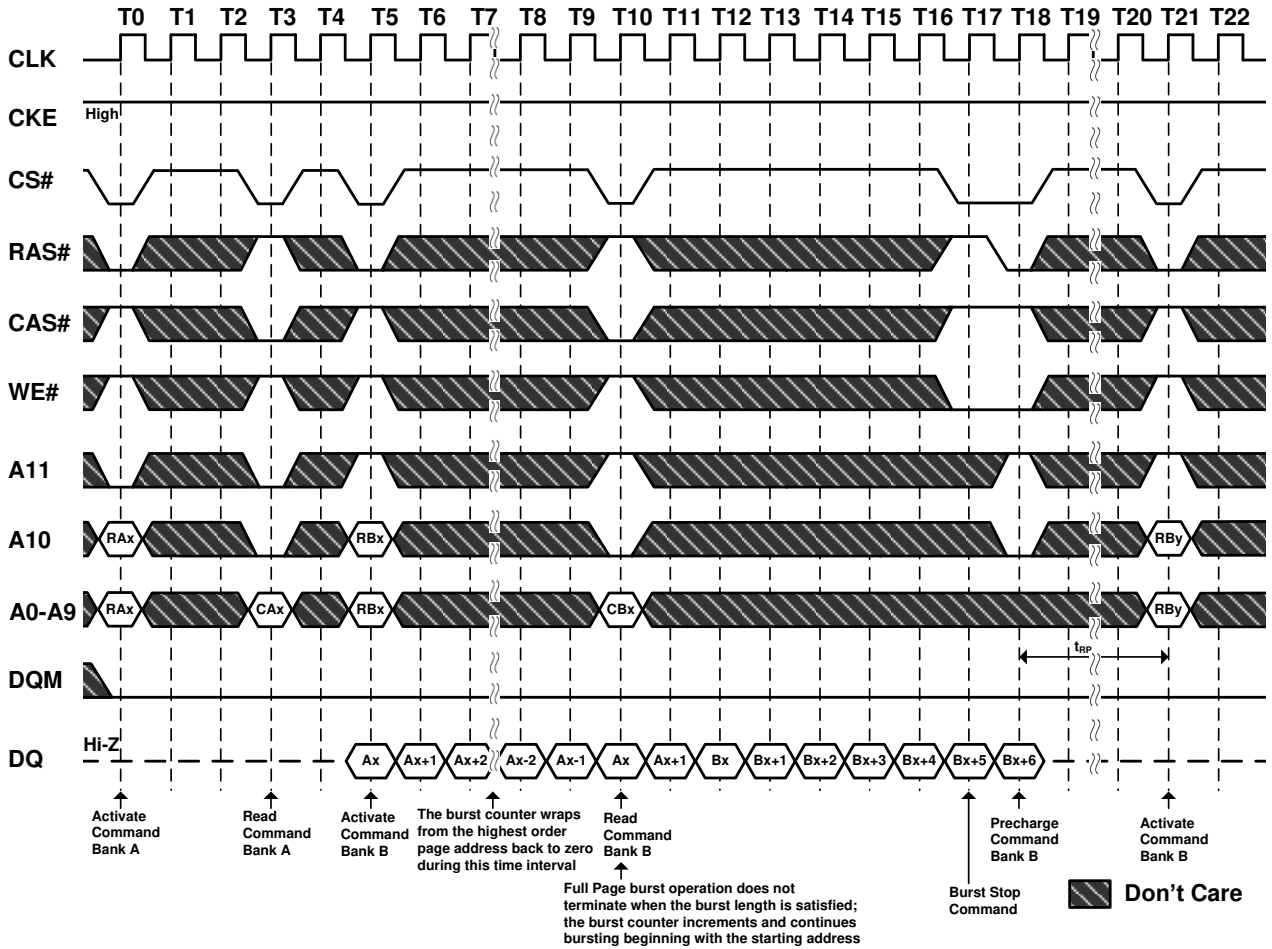 T0 T1 T2 T3 T4 T5 T6 T7 T8 T9 T10 T11 T12 T13 T14 T15 T16 T17 T18 T19 T20 T21 T22
CLK
CKE High
CS#
RAS#
CAS#
WE#
A11
A10 RAx RBx RBy
A0-A9 RAx CAx RBx CBx RBy
tRP
DQM
Hi-Z
DQ Ax Ax+1 Ax+2 Ax-2 Ax-1 Ax Ax+1 Bx Bx+1 Bx+2 Bx+3 Bx+4 Bx+5 Bx+6
Activate
Command
Bank A
Read
Command
Bank A
Activate
Command
Bank B
The burst counter wraps
from the highest order
page address back to zero
during this time interval
Read
Command
Bank B
Full Page burst operation does not
terminate when the burst length is satisfied;
the burst counter increments and continues
bursting beginning with the starting address
Burst Stop
Command
Precharge
Command
Bank B
Activate
Command
Bank B
Don't Care